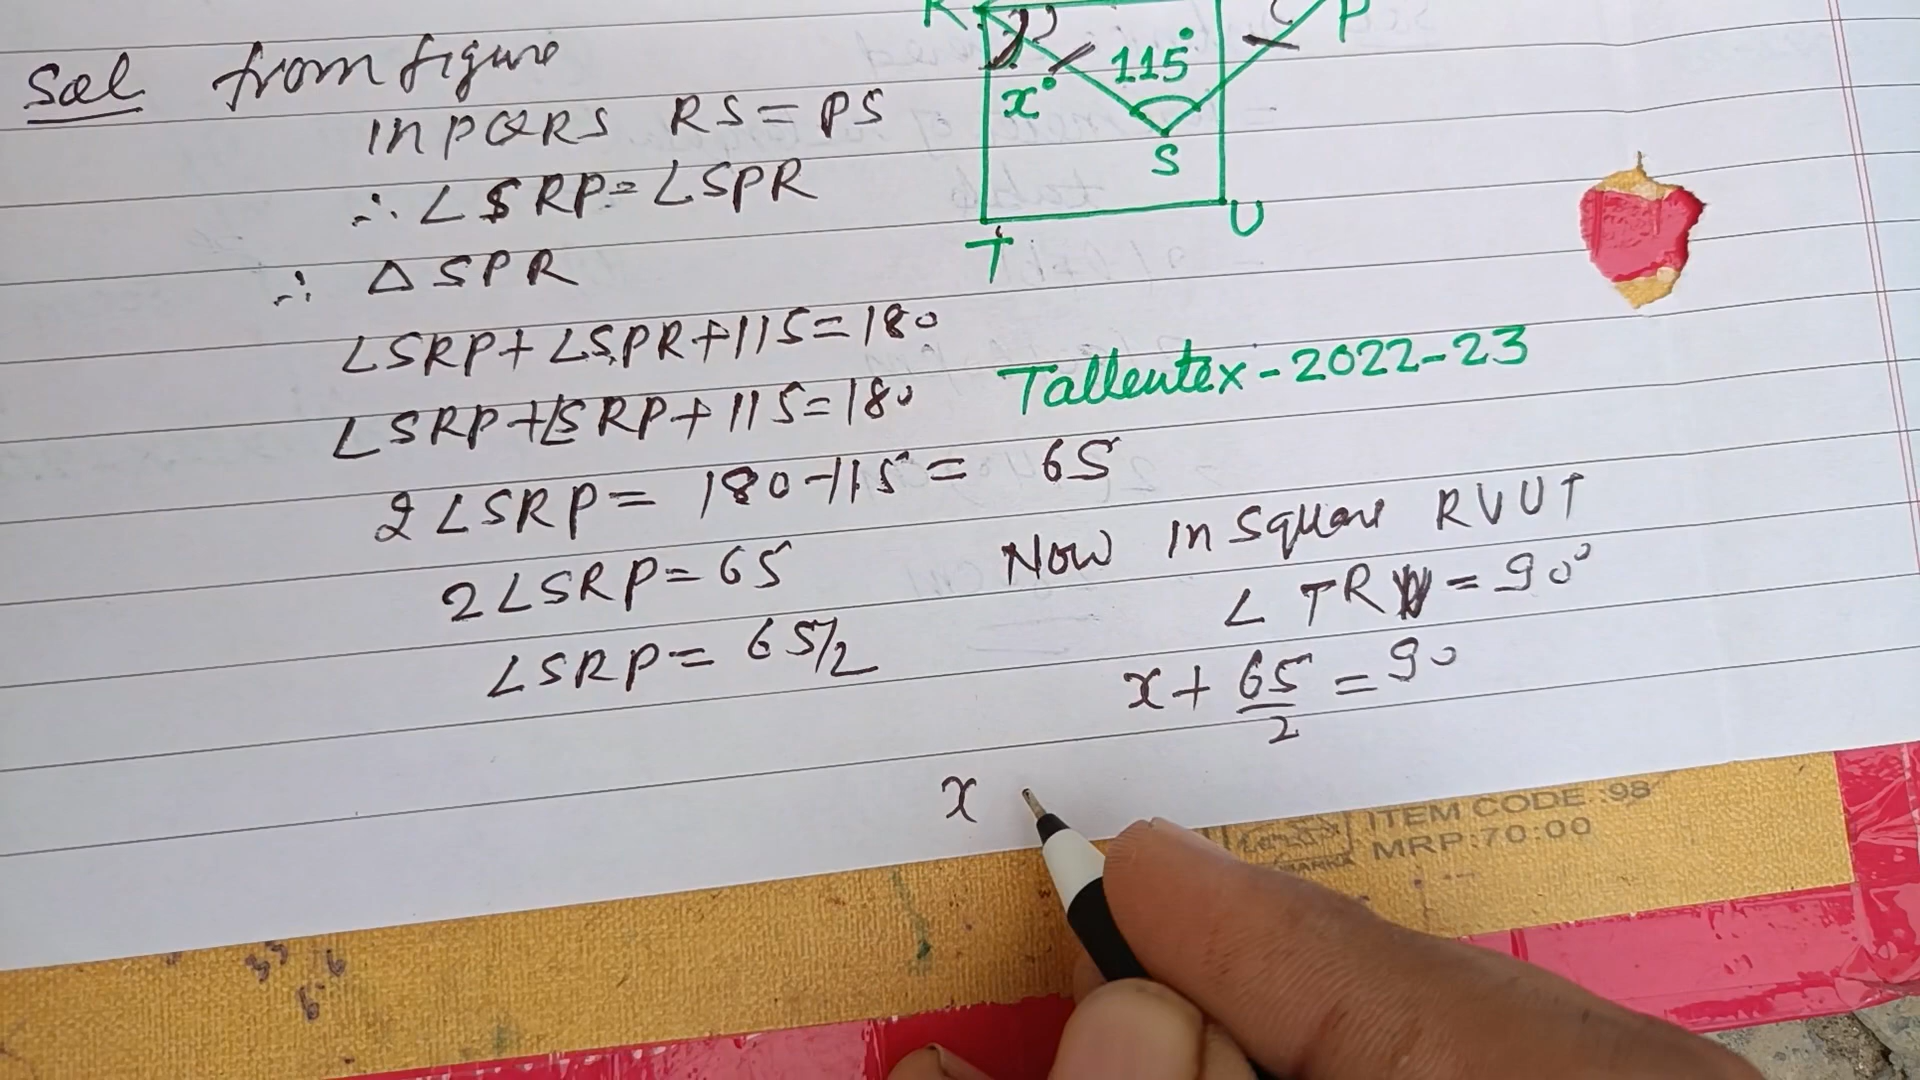 R P
115°
x°
S
T U
Sol from figure
In PQRS RS = PS
∴ ∠SRP = ∠SPR
∴ △SPR
∠SRP + ∠SPR + 115 = 180
∠SRP + ∠SRP + 115 = 180
2∠SRP = 180 - 115 = 65
2∠SRP = 65
∠SRP = 65/2
Tallentex - 2022-23
Now in Square RVUT
∠TRV = 90°
x + 65/2 = 90
x
ITEM CODE :98
MRP:70:00